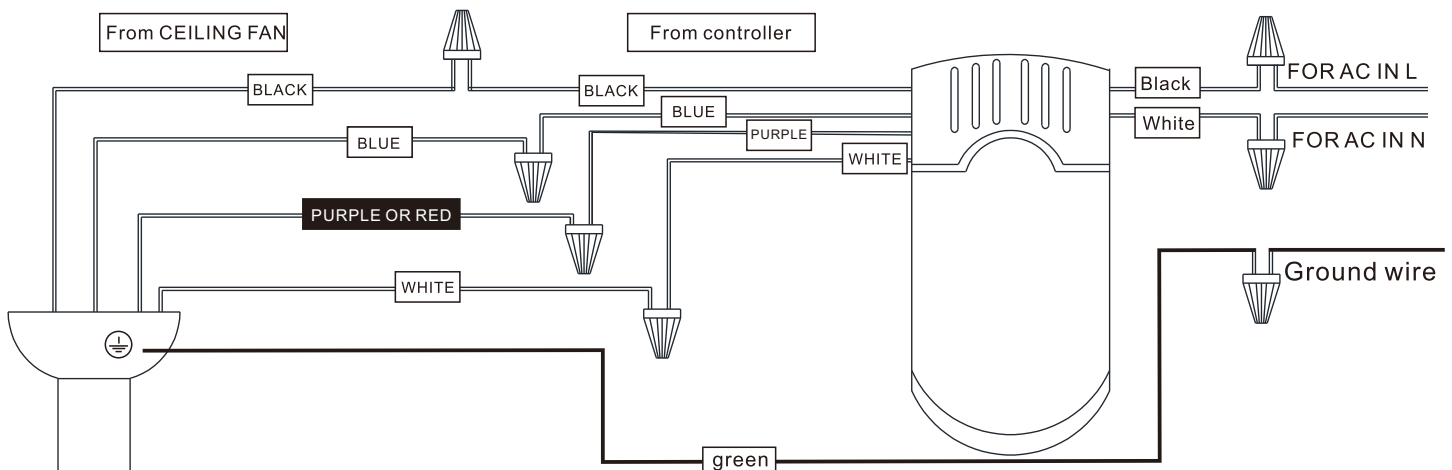 From CEILING FAN
From controller
BLACK
BLACK
Black
FOR AC IN L
BLUE
BLUE
PURPLE
White
FOR AC IN N
WHITE
PURPLE OR RED
WHITE
Ground wire
green